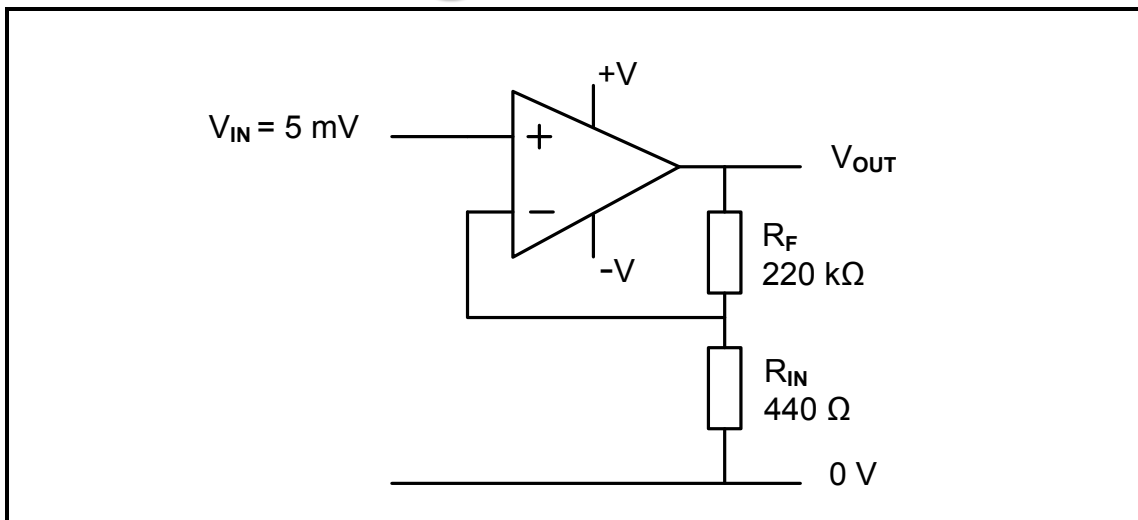 +V
V_IN = 5 mV
+
V_OUT
−
R_F
220 kΩ
−V
R_IN
440 Ω
0 V